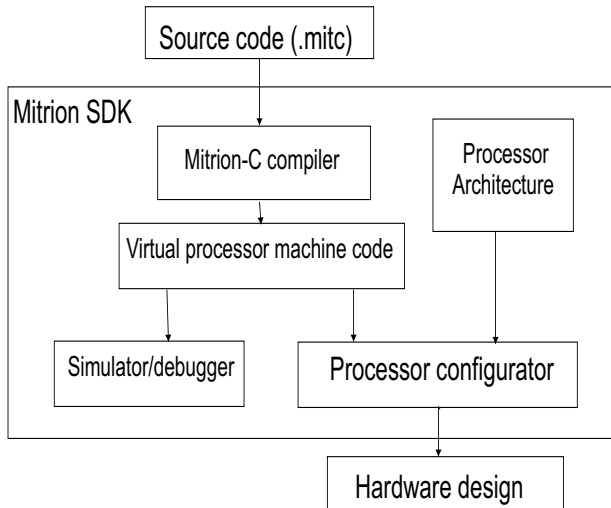 Source code (.mitc)
Mitrion SDK
Mitrion-C compiler
Processor
Architecture
Virtual processor machine code
Simulator/debugger
Processor configurator
Hardware design